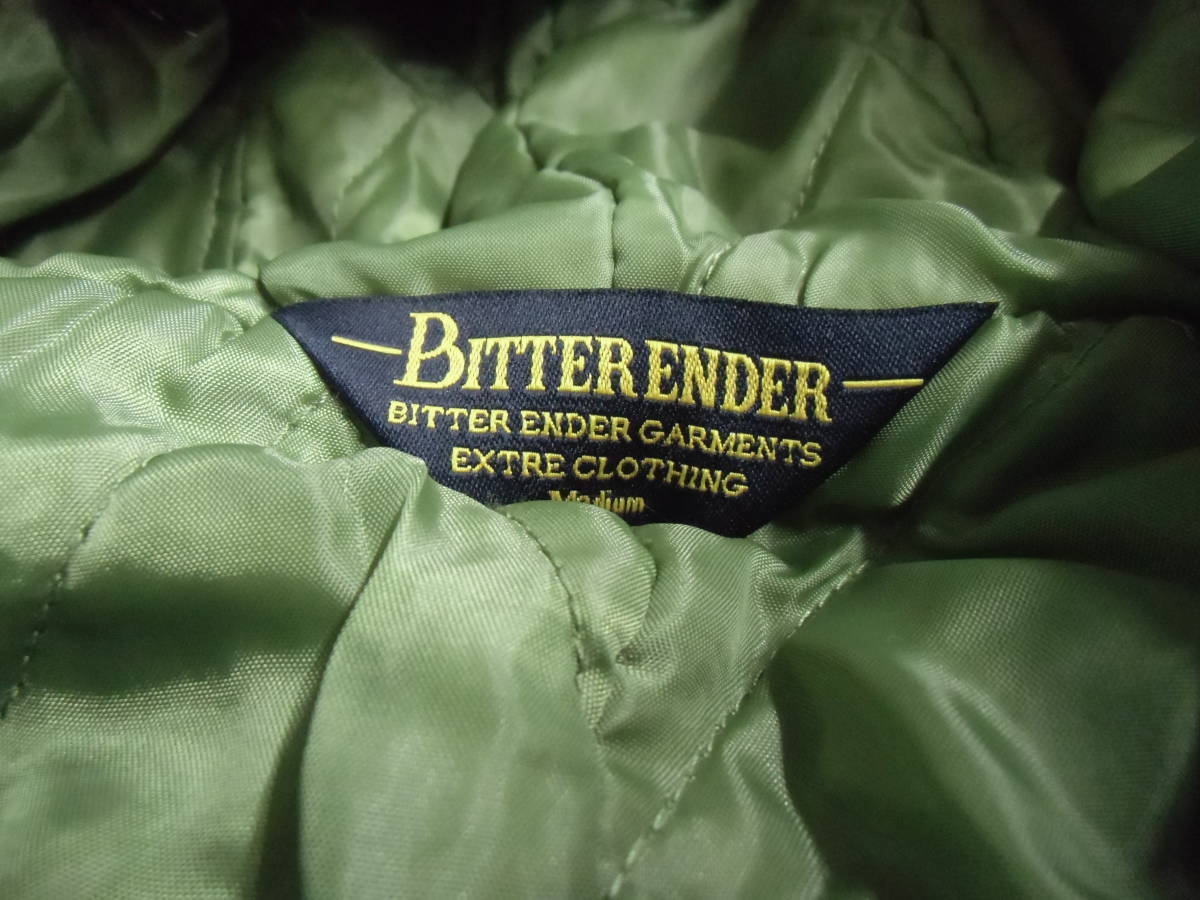 BITTER ENDER
BITTER ENDER GARMENTS
EXTRE CLOTHING
Medium